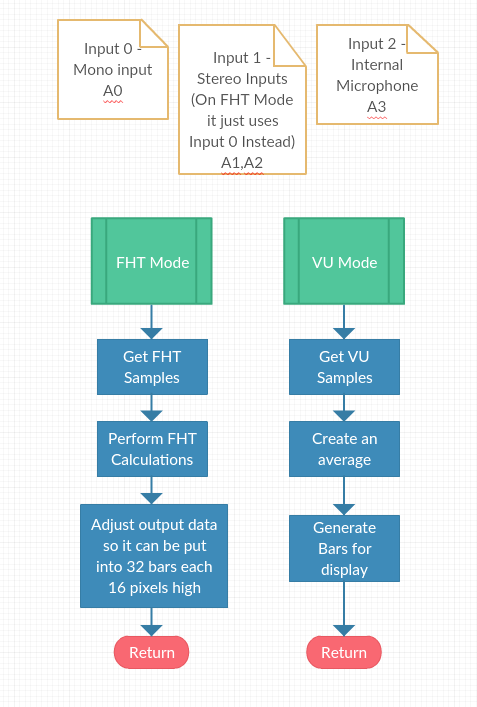 Input 0 -
Mono input
A0
Input 1 -
Stereo Inputs
(On FHT Mode
it just uses
Input 0 Instead)
A1,A2
Input 2 -
Internal
Microphone
A3
FHT Mode
Get FHT
Samples
Perform FHT
Calculations
Adjust output data
so it can be put
into 32 bars each
16 pixels high
Return
VU Mode
Get VU
Samples
Create an
average
Generate
Bars for
display
Return